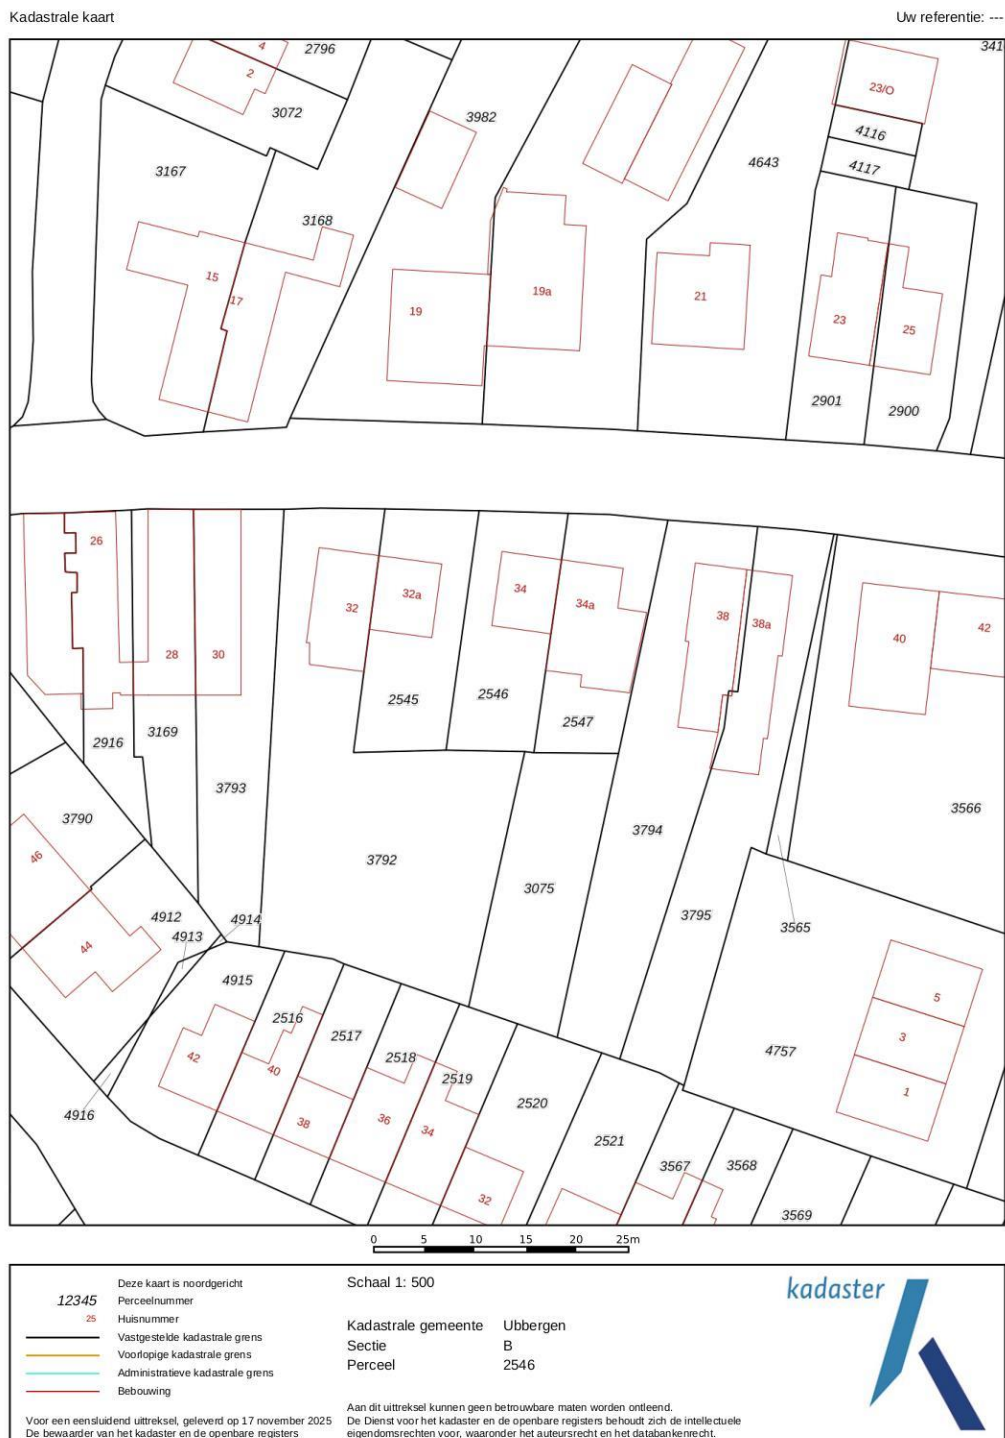 Kadastrale kaart
Uw referentie: ---
4
2796
2
3072
3982
23/O
4116
4117
4643
3167
3168
15
17
19
19a
21
23
25
2901
2900
26
28
30
32
32a
34
34a
38
38a
40
42
2545
2546
2547
2916
3169
3793
3790
46
3792
3075
3794
3795
3566
3565
4912
4913
4914
44
4915
2516
2517
2518
2519
2520
2521
42
40
38
36
34
32
4916
4757
5
3
1
3567
3568
3569
0 5 10 15 20 25m
Deze kaart is noordgericht
12345 Perceelnummer
25 Huisnummer
Vastgestelde kadastrale grens
Voorlopige kadastrale grens
Administratieve kadastrale grens
Bebouwing
Voor een eensluidend uittreksel, geleverd op 17 november 2025
De bewaarder van het kadaster en de openbare registers
Schaal 1: 500
Kadastrale gemeente Ubbergen
Sectie B
Perceel 2546
Aan dit uittreksel kunnen geen betrouwbare maten worden ontleend.
De Dienst voor het kadaster en de openbare registers behoudt zich de intellectuele
eigendomsrechten voor, waaronder het auteursrecht en het databankenrecht.
kadaster